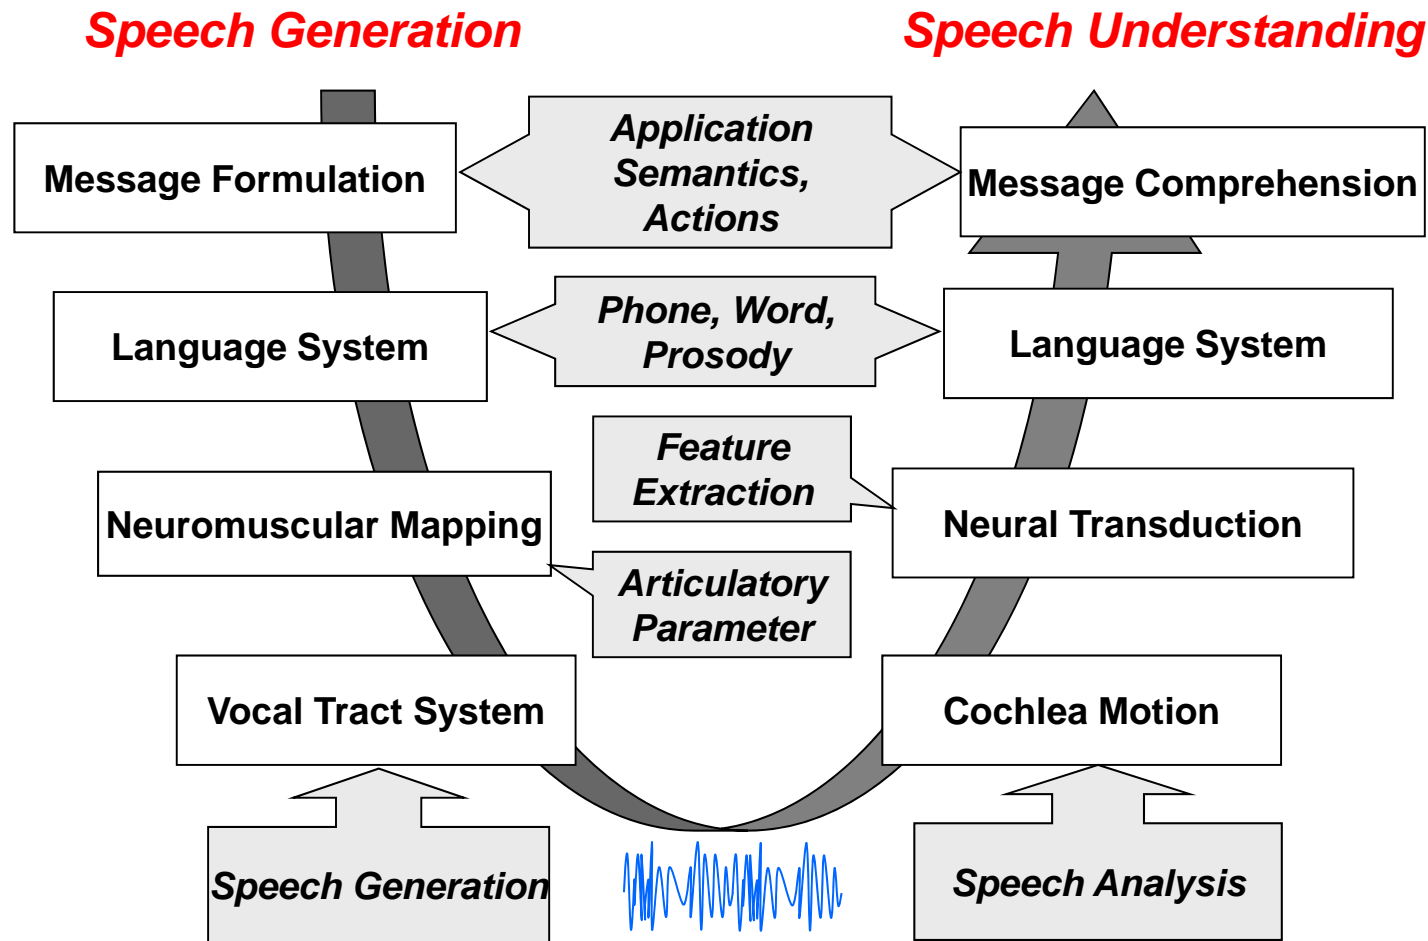 Speech Generation
Speech Understanding
Message Formulation
Application
Semantics,
Actions
Message Comprehension
Language System
Phone, Word,
Prosody
Language System
Feature
Extraction
Neuromuscular Mapping
Neural Transduction
Articulatory
Parameter
Vocal Tract System
Cochlea Motion
Speech Generation
Speech Analysis